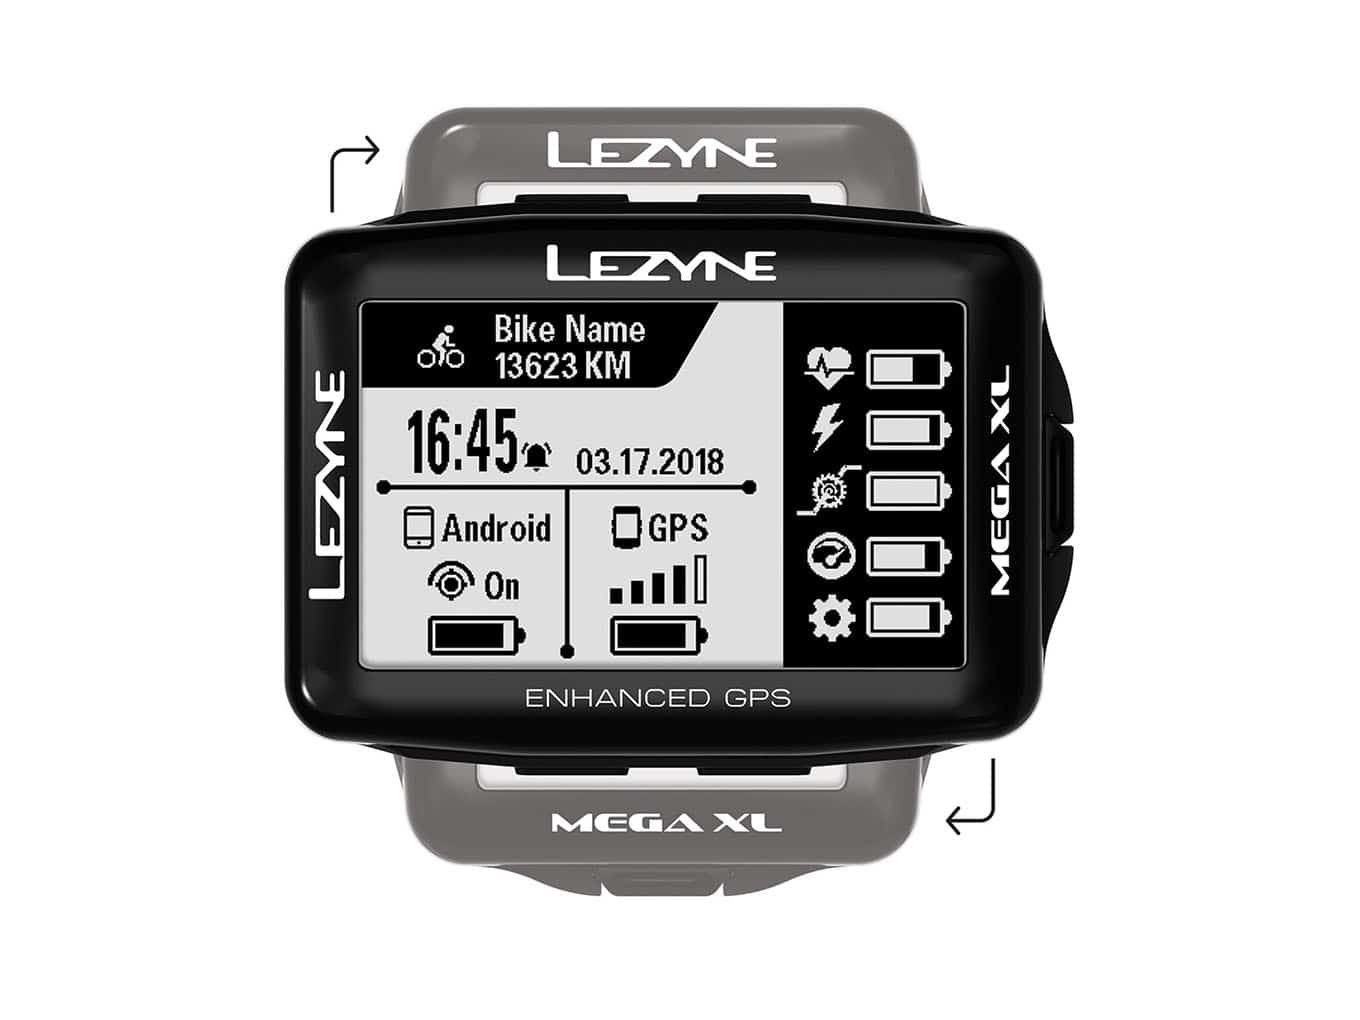 LEZYNE
LEZYNE
Bike Name
13623 KM
16:45
03.17.2018
Android
GPS
On
LEZYNE
MEGA XL
ENHANCED GPS
MEGA XL